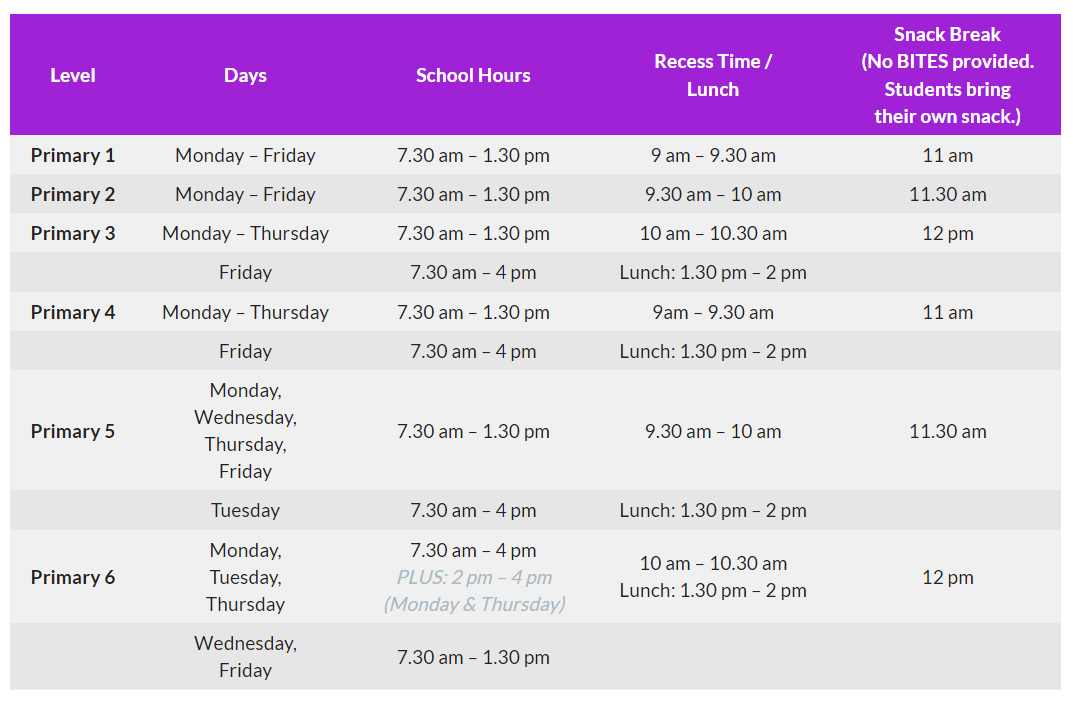 Level Days School Hours Recess Time / Lunch Snack Break (No BITES provided. Students bring their own snack.)
Primary 1 Monday – Friday 7.30 am – 1.30 pm 9 am – 9.30 am 11 am
Primary 2 Monday – Friday 7.30 am – 1.30 pm 9.30 am – 10 am 11.30 am
Primary 3 Monday – Thursday 7.30 am – 1.30 pm 10 am – 10.30 am 12 pm
Friday 7.30 am – 4 pm Lunch: 1.30 pm – 2 pm
Primary 4 Monday – Thursday 7.30 am – 1.30 pm 9am – 9.30 am 11 am
Friday 7.30 am – 4 pm Lunch: 1.30 pm – 2 pm
Primary 5 Monday, Wednesday, Thursday, Friday 7.30 am – 1.30 pm 9.30 am – 10 am 11.30 am
Tuesday 7.30 am – 4 pm Lunch: 1.30 pm – 2 pm
Primary 6 Monday, Tuesday, Thursday 7.30 am – 4 pm PLUS: 2 pm – 4 pm (Monday & Thursday) 10 am – 10.30 am Lunch: 1.30 pm – 2 pm 12 pm
Wednesday, Friday 7.30 am – 1.30 pm